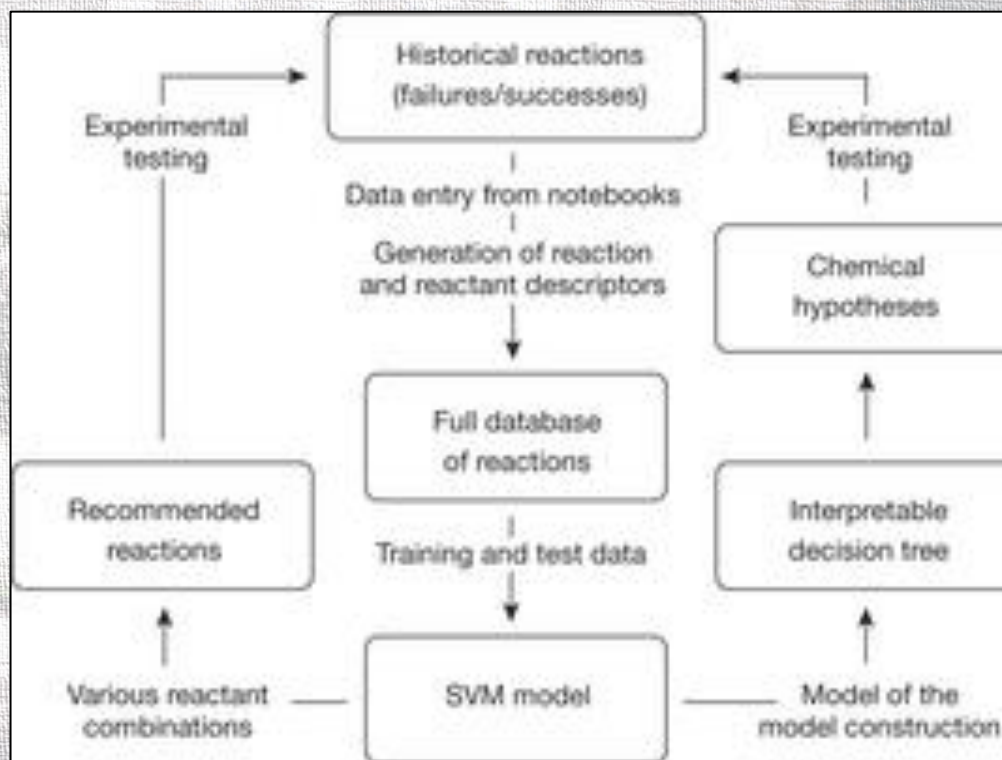 Historical reactions
(failures/successes)
Experimental
testing
Experimental
testing
Data entry from notebooks
Generation of reaction
and reactant descriptors
Chemical
hypotheses
Full database
of reactions
Recommended
reactions
Interpretable
decision tree
Training and test data
Various reactant
combinations
SVM model
Model of the
model construction